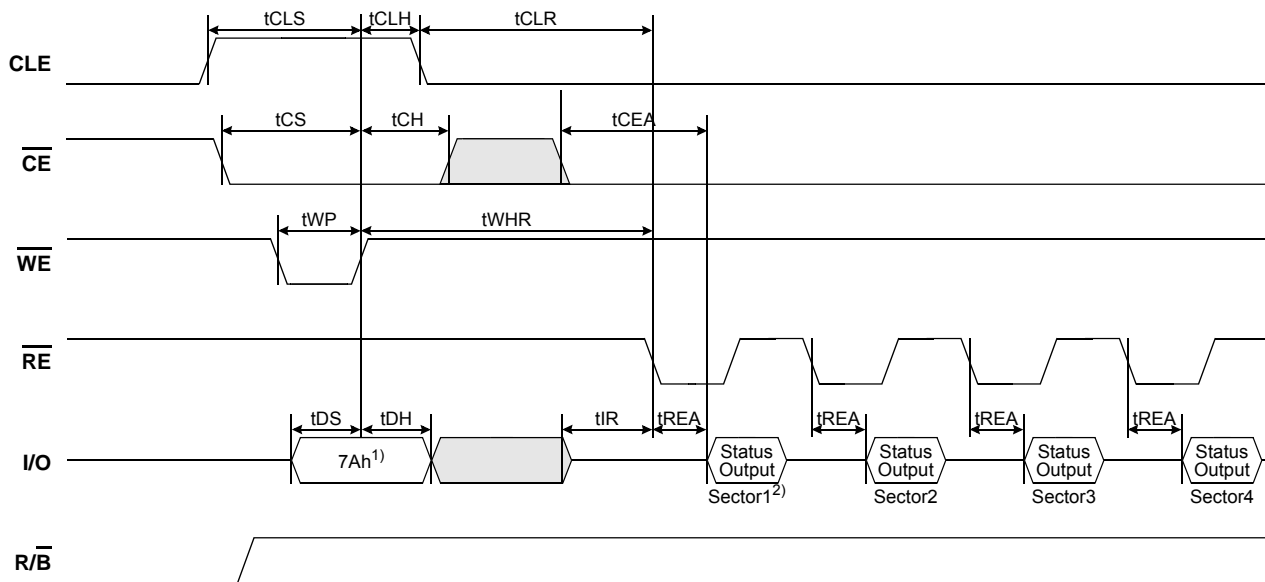 tCLS tCLH tCLR
CLE
tCS tCH tCEA
CE
tWP tWHR
WE
RE
tDS tDH tIR tREA tREA tREA tREA
I/O 7Ah1) Status Output Status Output Status Output Status Output
Sector12) Sector2 Sector3 Sector4
R/B